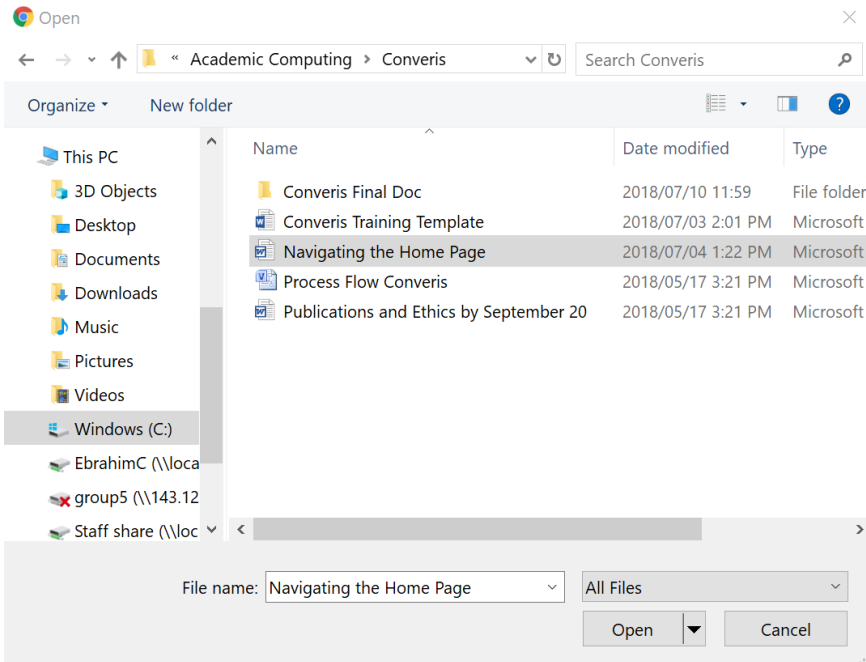 Open
« Academic Computing > Converis
Search Converis
Organize
New folder
?
Name Date modified Type
This PC
3D Objects
Desktop
Documents
Downloads
Music
Pictures
Videos
Windows (C:)
EbrahimC (\\loca
group5 (\\143.12
Staff share (\\loc
Converis Final Doc 2018/07/10 11:59 File folder
Converis Training Template 2018/07/03 2:01 PM Microsoft
Navigating the Home Page 2018/07/04 1:22 PM Microsoft
Process Flow Converis 2018/05/17 3:21 PM Microsoft
Publications and Ethics by September 20 2018/05/17 3:21 PM Microsoft
File name: Navigating the Home Page All Files
Open Cancel